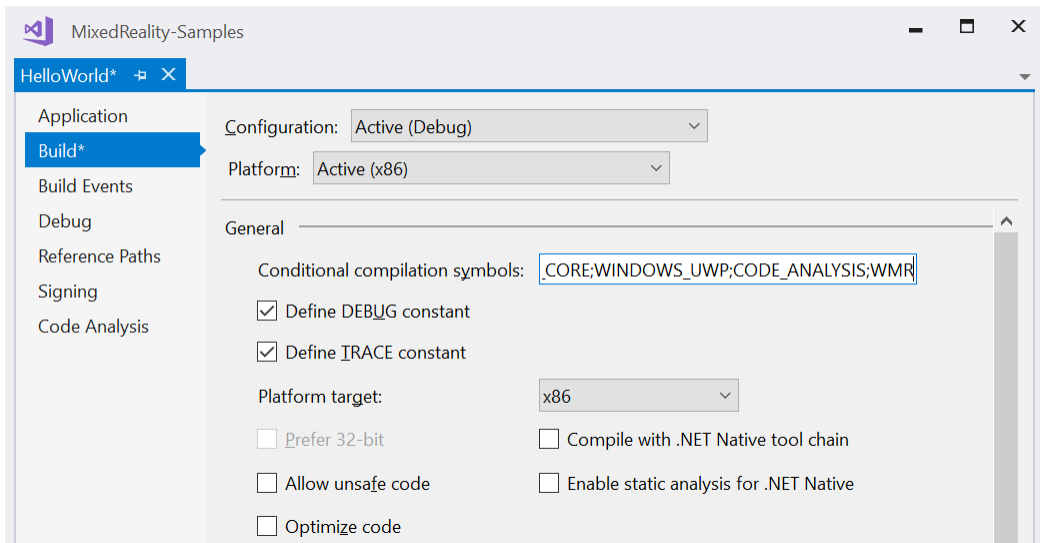 MixedReality-Samples
HelloWorld*
Application
Build*
Build Events
Debug
Reference Paths
Signing
Code Analysis
Configuration: Active (Debug)
Platform: Active (x86)
General
Conditional compilation symbols: _CORE;WINDOWS_UWP;CODE_ANALYSIS;WMR
Define DEBUG constant
Define TRACE constant
Platform target: x86
Prefer 32-bit
Compile with .NET Native tool chain
Allow unsafe code
Enable static analysis for .NET Native
Optimize code